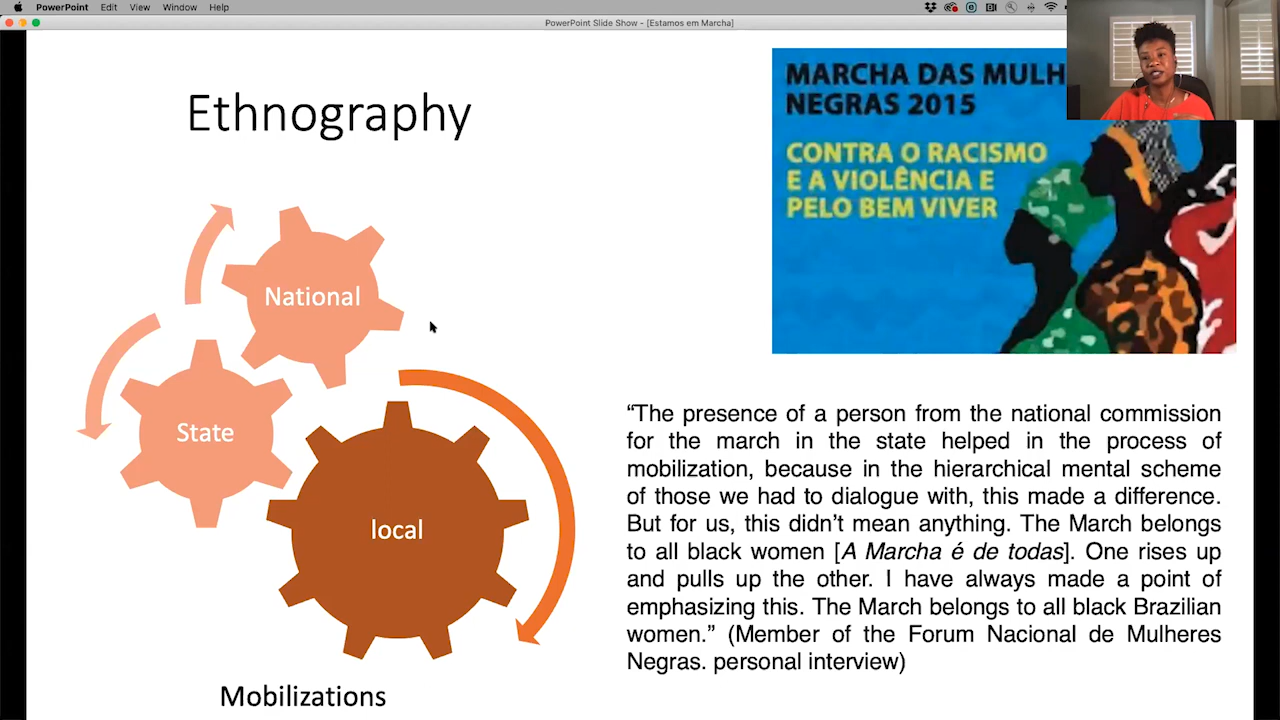 PowerPoint Edit View Window Help
PowerPoint Slide Show - [Estamos em Marcha]
Ethnography
National
State
local
Mobilizations
MARCHA DAS
NEGRAS 2015
CONTRA O RACISMO
E A VIOLÊNCIA E
PELO BEM VIVER
“The presence of a person from the national commission
for the march in the state helped in the process of
mobilization, because in the hierarchical mental scheme
of those we had to dialogue with, this made a difference.
But for us, this didn’t mean anything. The March belongs
to all black women [A Marcha é de todas]. One rises up
and pulls up the other. I have always made a point of
emphasizing this. The March belongs to all black Brazilian
women.” (Member of the Forum Nacional de Mulheres
Negras. personal interview)